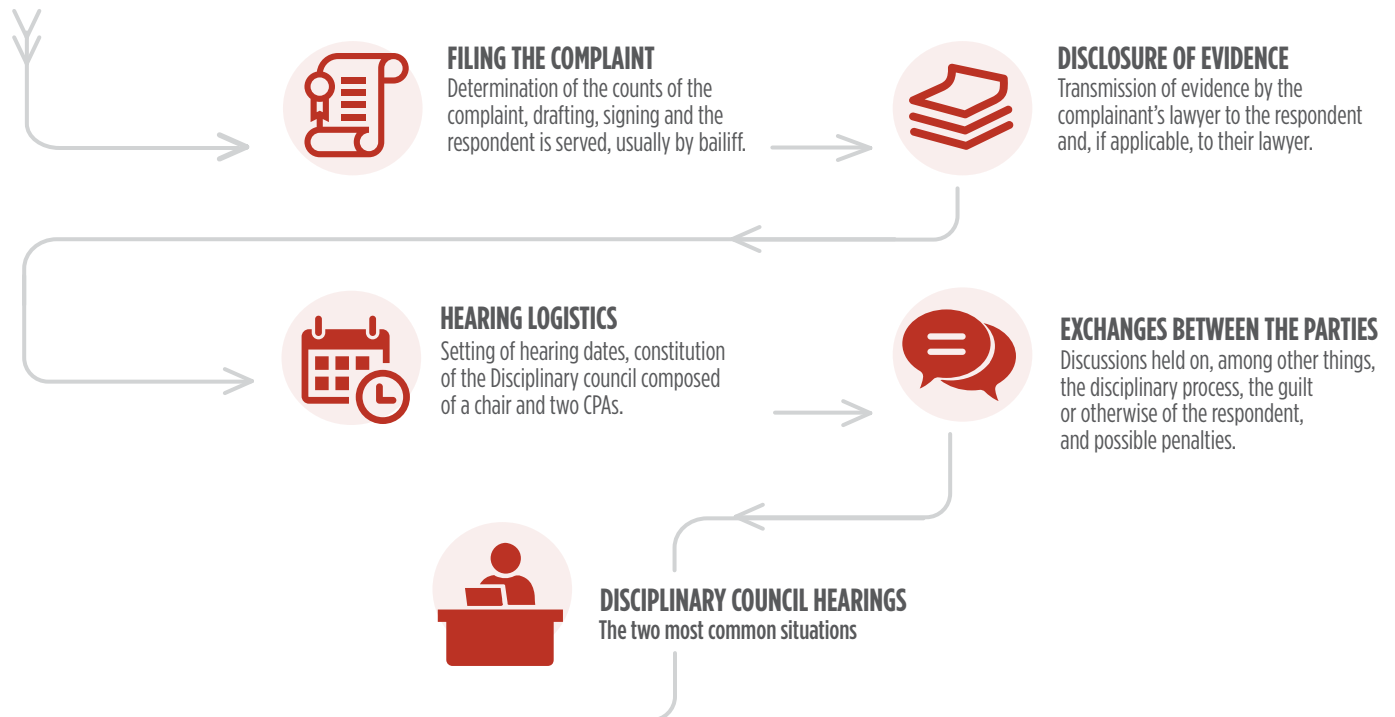 FILING THE COMPLAINT
Determination of the counts of the
complaint, drafting, signing and the
respondent is served, usually by bailiff.
DISCLOSURE OF EVIDENCE
Transmission of evidence by the
complainant’s lawyer to the respondent
and, if applicable, to their lawyer.
HEARING LOGISTICS
Setting of hearing dates, constitution
of the Disciplinary council composed
of a chair and two CPAs.
EXCHANGES BETWEEN THE PARTIES
Discussions held on, among other things,
the disciplinary process, the guilt
or otherwise of the respondent,
and possible penalties.
DISCIPLINARY COUNCIL HEARINGS
The two most common situations